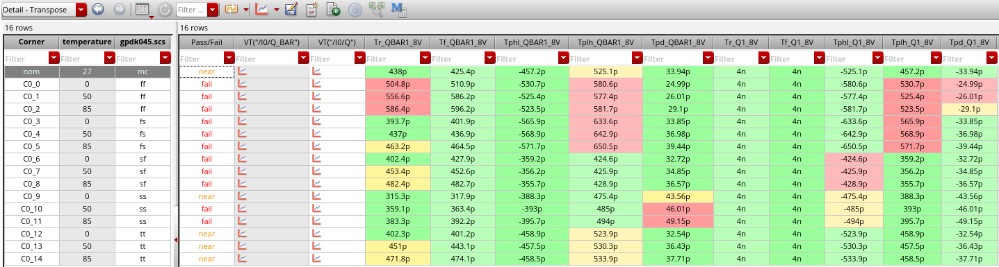 Detail - Transpose Filter ...
16 rows 16 rows
Corner temperature gpdk045.scs Pass/Fail VT("/I0/Q_BAR") VT("/I0/Q") Tr_QBAR1_8V Tf_QBAR1_8V Tphl_QBAR1_8V Tplh_QBAR1_8V Tpd_QBAR1_8V Tr_Q1_8V Tf_Q1_8V Tphl_Q1_8V Tplh_Q1_8V Tpd_Q1_8V
Filter Filter Filter Filter Filter Filter Filter Filter Filter Filter Filter Filter Filter Filter Filter Filter
nom 27 mc near 438p 425.4p -457.2p 525.1p 33.94p 4n 4n -525.1p 457.2p -33.94p
C0_0 0 ff fail 504.8p 510.9p -530.7p 580.6p 24.99p 4n 4n -580.6p 530.7p -24.99p
C0_1 50 ff fail 556.6p 586.2p -525.4p 577.4p 26.01p 4n 4n -577.4p 525.4p -26.01p
C0_2 85 ff fail 586.4p 596.2p -523.5p 581.7p 29.1p 4n 4n -581.7p 523.5p -29.1p
C0_3 0 fs fail 393.7p 401.9p -565.9p 633.6p 33.85p 4n 4n -633.6p 565.9p -33.85p
C0_4 50 fs fail 437p 436.9p -568.9p 642.9p 36.98p 4n 4n -642.9p 568.9p -36.98p
C0_5 85 fs fail 463.2p 464.5p -571.7p 650.5p 39.44p 4n 4n -650.5p 571.7p -39.44p
C0_6 0 sf fail 402.4p 427.9p -359.2p 424.6p 32.72p 4n 4n -424.6p 359.2p -32.72p
C0_7 50 sf fail 453.4p 452.6p -356.2p 425.9p 34.85p 4n 4n -425.9p 356.2p -34.85p
C0_8 85 sf fail 482.4p 482.7p -355.7p 428.9p 36.57p 4n 4n -428.9p 355.7p -36.57p
C0_9 0 ss near 315.3p 317.9p -388.3p 475.4p 43.56p 4n 4n -475.4p 388.3p -43.56p
C0_10 50 ss fail 359.1p 363.4p -393p 485p 46.01p 4n 4n -485p 393p -46.01p
C0_11 85 ss fail 383.3p 392.2p -395.7p 494p 49.15p 4n 4n -494p 395.7p -49.15p
C0_12 0 tt near 402.3p 401.2p -458.9p 523.9p 32.54p 4n 4n -523.9p 458.9p -32.54p
C0_13 50 tt near 451p 443.1p -457.5p 530.3p 36.43p 4n 4n -530.3p 457.5p -36.43p
C0_14 85 tt near 471.8p 474.1p -458.5p 533.9p 37.71p 4n 4n -533.9p 458.5p -37.71p